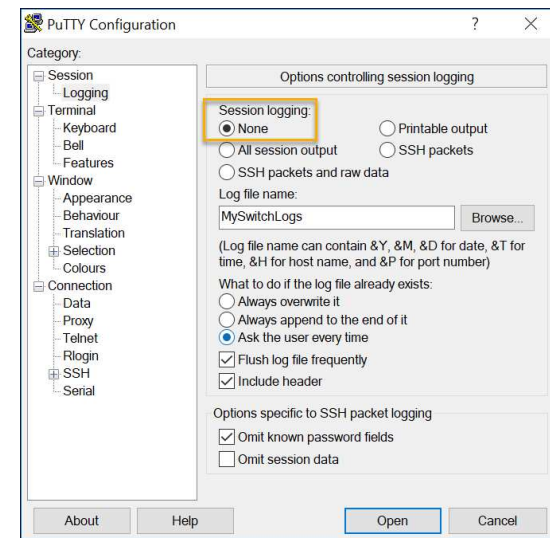 PuTTY Configuration
? ×
Category:
Session
Logging
Terminal
Keyboard
Bell
Features
Window
Appearance
Behaviour
Translation
Selection
Colours
Connection
Data
Proxy
Telnet
Rlogin
SSH
Serial
Options controlling session logging
Session logging:
None Printable output
All session output SSH packets
SSH packets and raw data
Log file name:
MySwitchLogs Browse...
(Log file name can contain &Y, &M, &D for date, &T for
time, &H for host name, and &P for port number)
What to do if the log file already exists:
Always overwrite it
Always append to the end of it
Ask the user every time
Flush log file frequently
Include header
Options specific to SSH packet logging
Omit known password fields
Omit session data
About Help Open Cancel